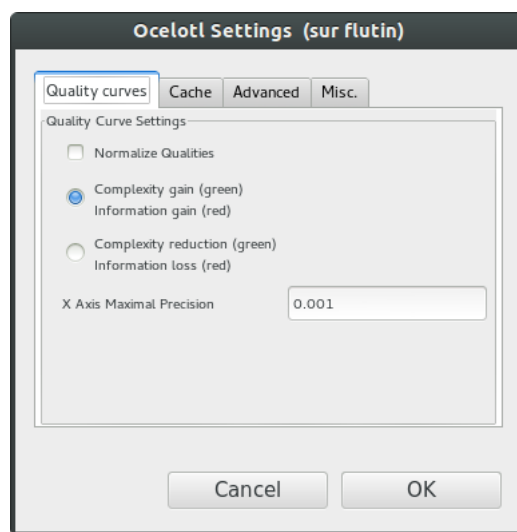 Ocelotl Settings (sur flutin)
Quality curves Cache Advanced Misc.
Quality Curve Settings
Normalize Qualities
Complexity gain (green)
Information gain (red)
Complexity reduction (green)
Information loss (red)
X Axis Maximal Precision 0.001
Cancel OK